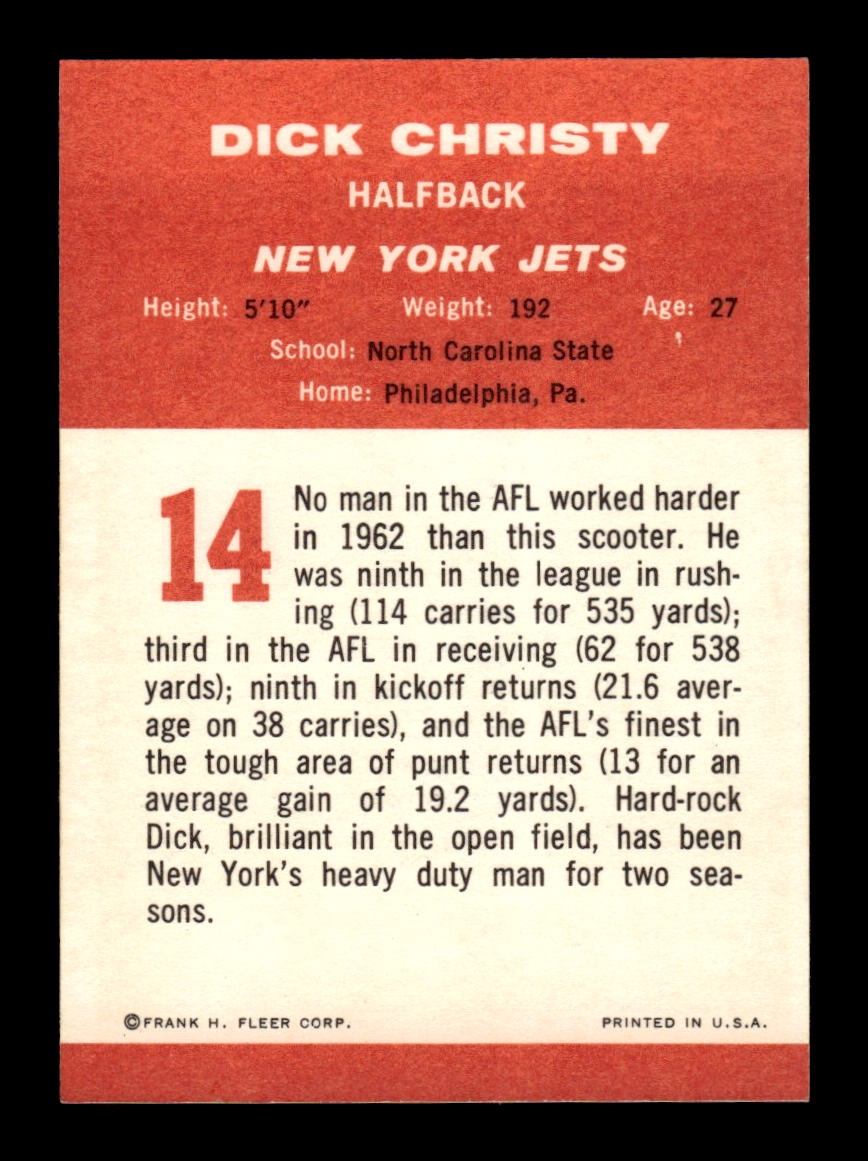 DICK CHRISTY
HALFBACK
NEW YORK JETS
Height: 5'10" Weight: 192 Age: 27
School: North Carolina State
Home: Philadelphia, Pa.
14
No man in the AFL worked harder
in 1962 than this scooter. He
was ninth in the league in rush-
ing (114 carries for 535 yards);
third in the AFL in receiving (62 for 538
yards); ninth in kickoff returns (21.6 aver-
age on 38 carries), and the AFL's finest in
the tough area of punt returns (13 for an
average gain of 19.2 yards). Hard-rock
Dick, brilliant in the open field, has been
New York's heavy duty man for two sea-
sons.
©FRANK H. FLEER CORP. PRINTED IN U.S.A.